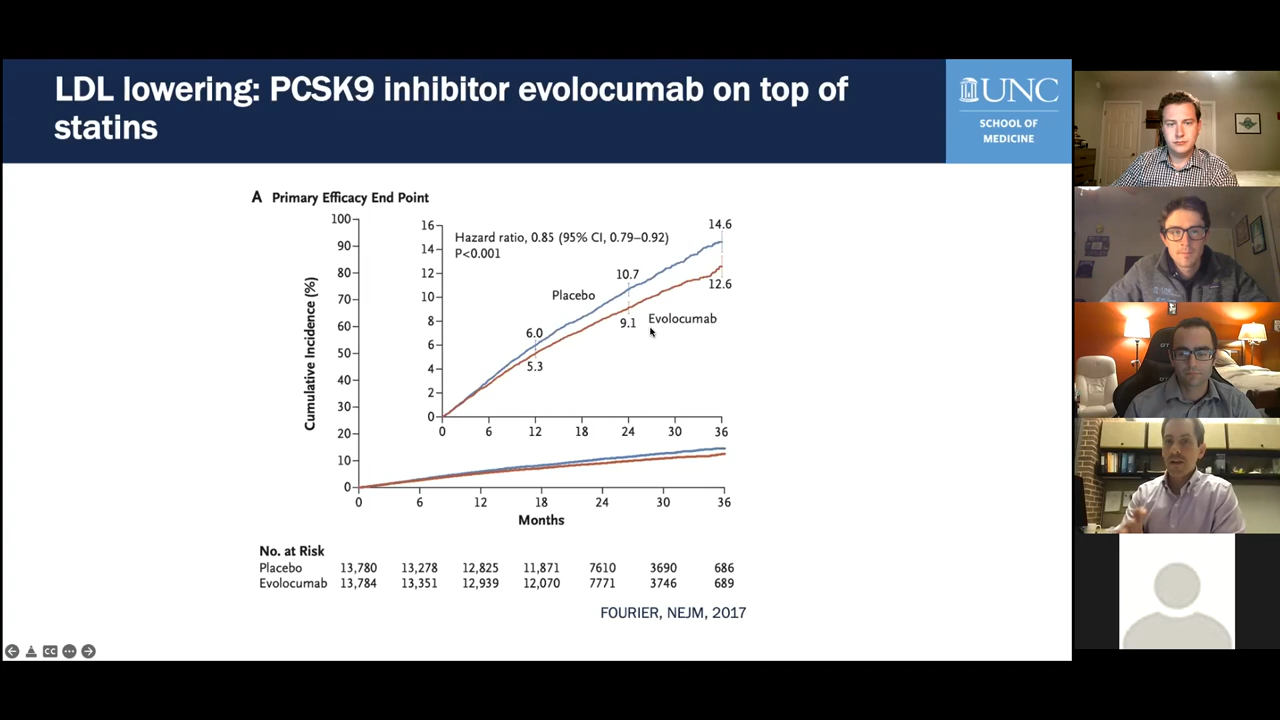 LDL lowering: PCSK9 inhibitor evolocumab on top of
statins
UNC
SCHOOL OF
MEDICINE
A Primary Efficacy End Point
Cumulative Incidence (%)
100
90
80
70
60
50
40
30
20
10
0
16
14
12
10
8
6
4
2
0
Hazard ratio, 0.85 (95% CI, 0.79–0.92)
P<0.001
14.6
10.7
12.6
Placebo
Evolocumab
9.1
6.0
5.3
0 6 12 18 24 30 36
0 6 12 18 24 30 36
Months
No. at Risk
Placebo 13,780 13,278 12,825 11,871 7610 3690 686
Evolocumab 13,784 13,351 12,939 12,070 7771 3746 689
FOURIER, NEJM, 2017
CC